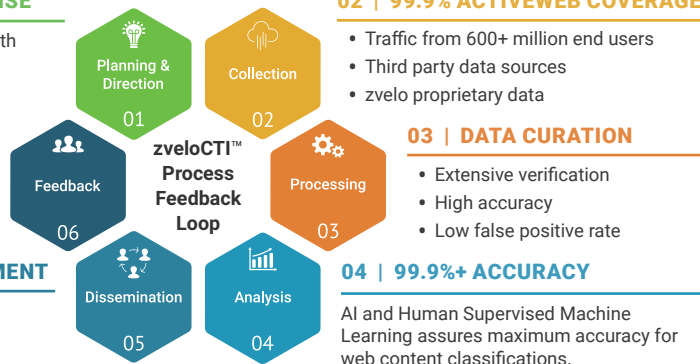 ISE
th
Planning &
Direction
01
Collection
02
02 | 99.9% ACTIVEWEB COVERAGE
• Traffic from 600+ million end users
• Third party data sources
• zvelo proprietary data
Feedback
06
zveloCTI™
Process
Feedback
Loop
Processing
03
03 | DATA CURATION
• Extensive verification
• High accuracy
• Low false positive rate
MENT
Dissemination
05
Analysis
04
04 | 99.9%+ ACCURACY
AI and Human Supervised Machine
Learning assures maximum accuracy for
web content classifications.